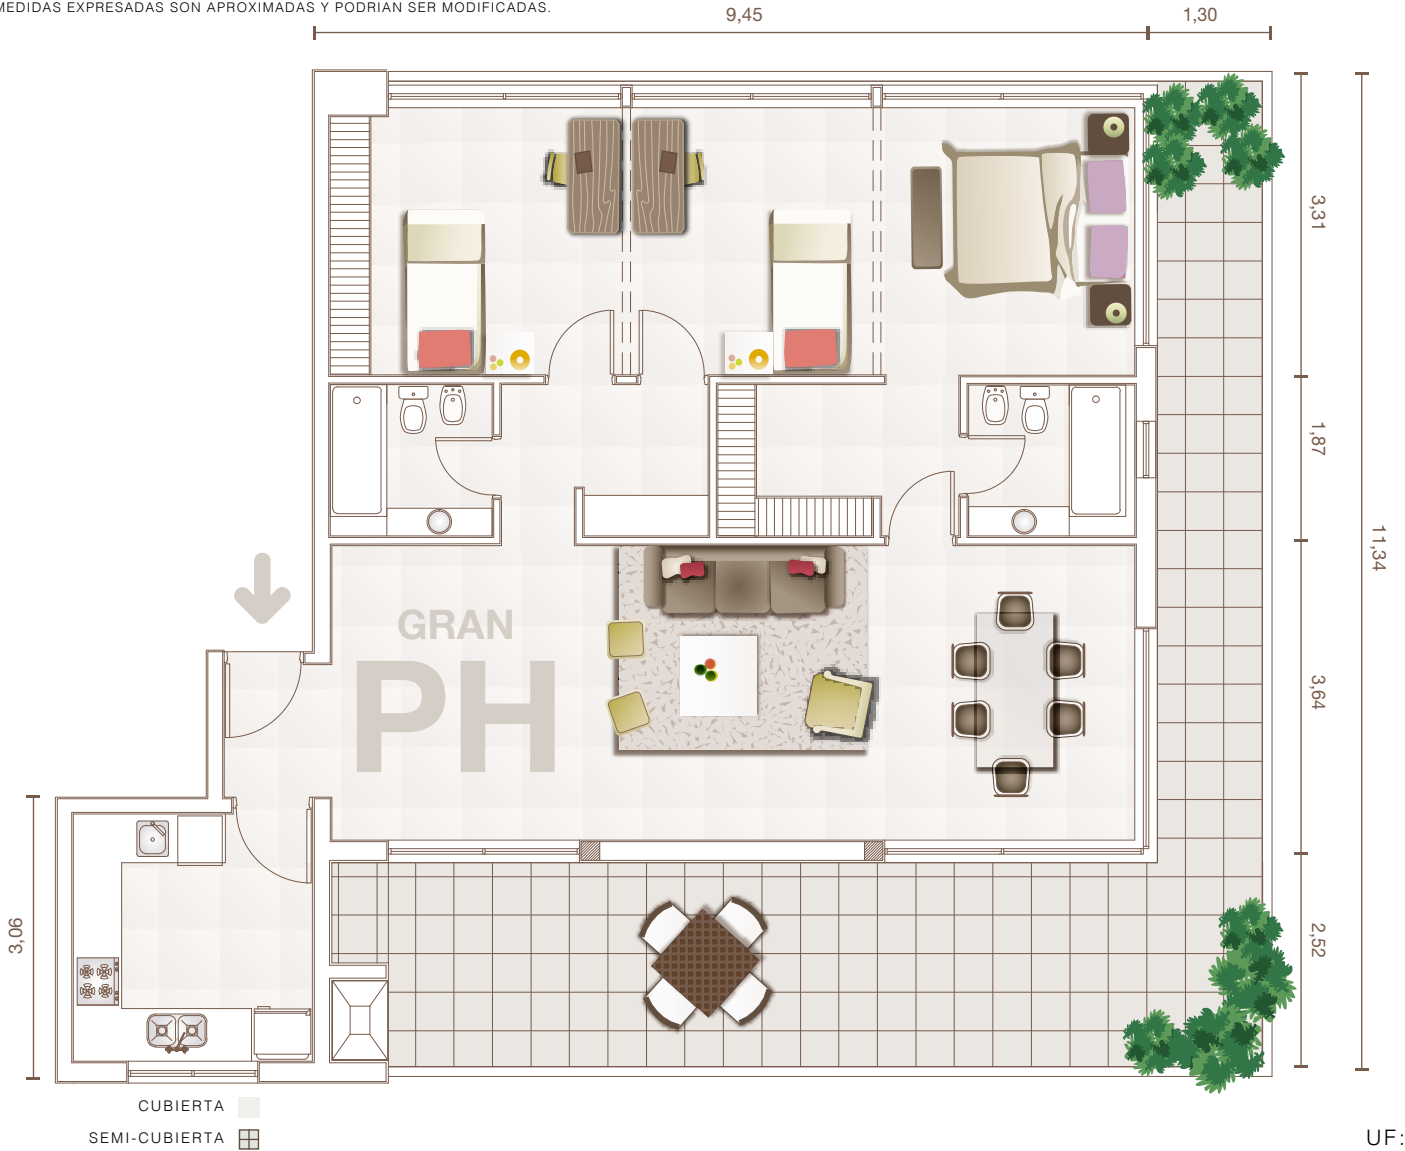 MEDIDAS EXPRESADAS SON APROXIMADAS Y PODRIAN SER MODIFICADAS.
9,45
1,30
3,31
1,87
11,34
GRAN
PH
3,64
3,06
2,52
CUBIERTA
SEMI-CUBIERTA
UF: